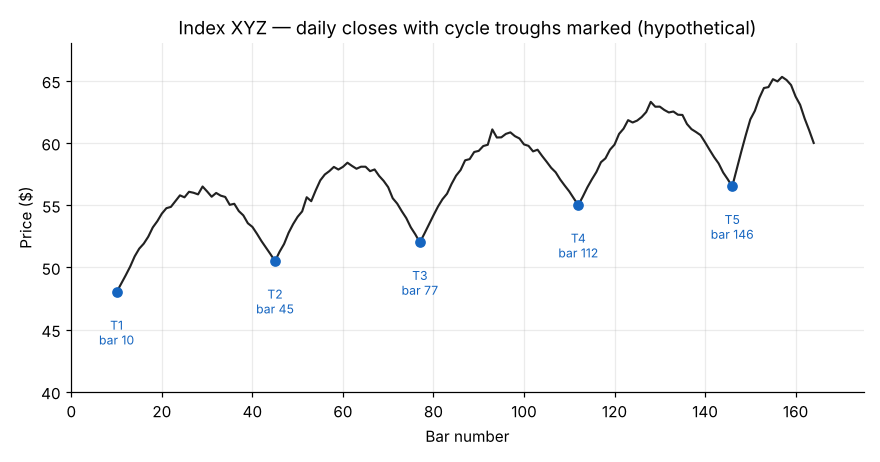 Index XYZ — daily closes with cycle troughs marked (hypothetical)
Price ($)
65
60
55
50
45
40
T1
bar 10
T2
bar 45
T3
bar 77
T4
bar 112
T5
bar 146
0 20 40 60 80 100 120 140 160
Bar number